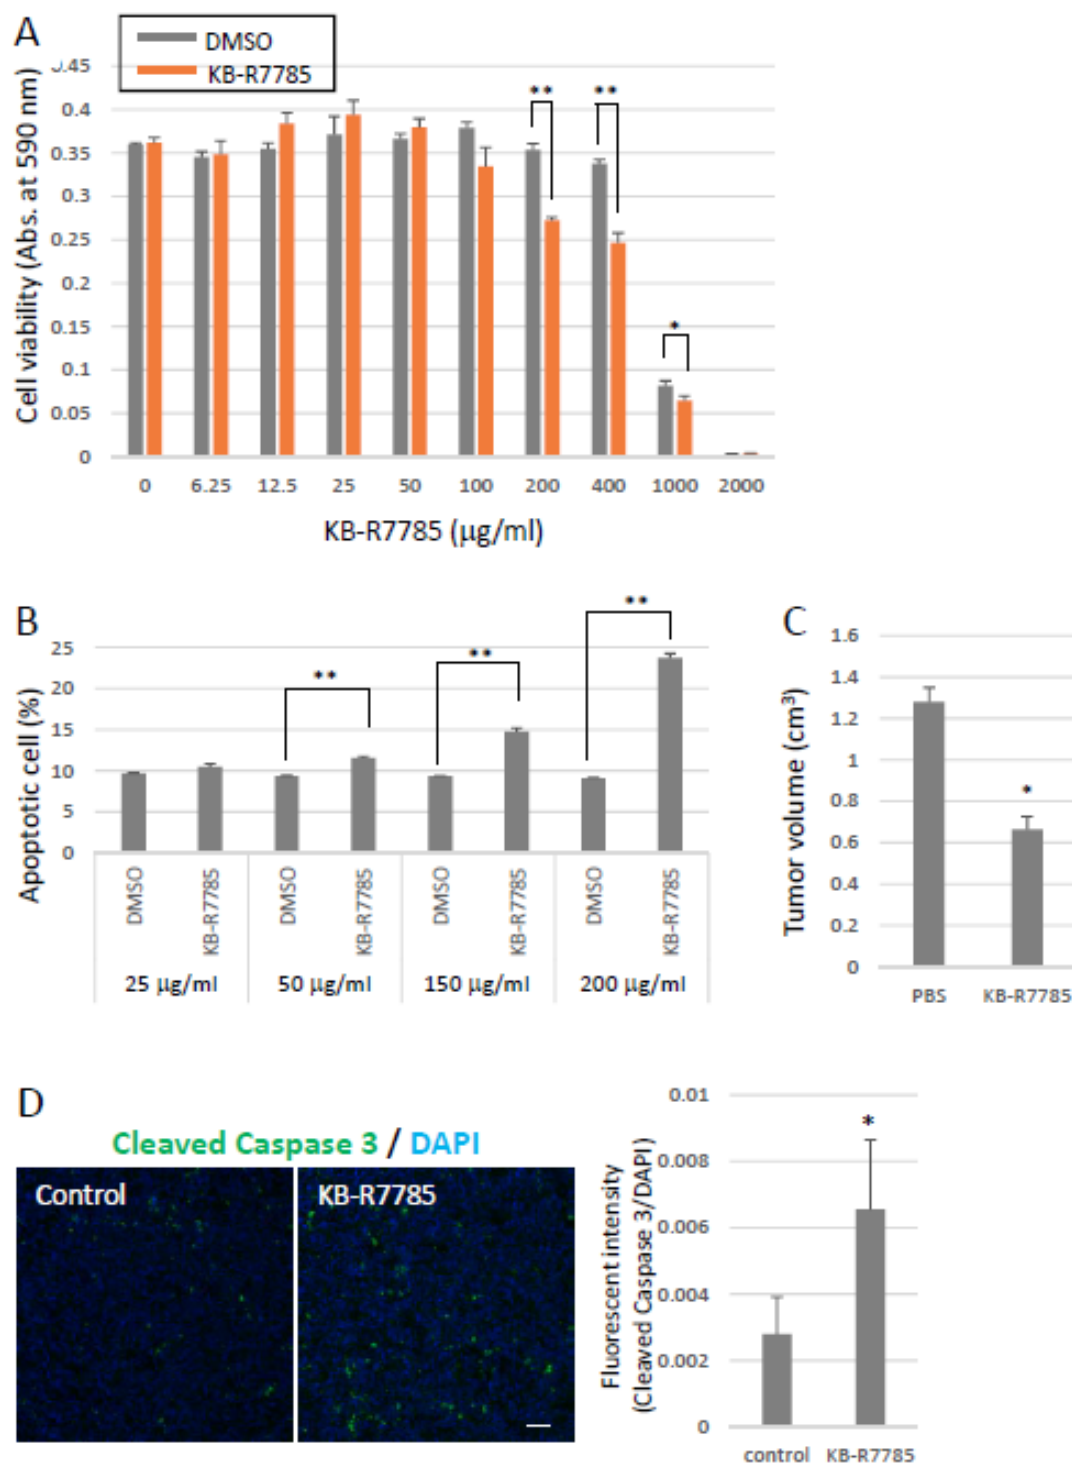 A
DMSO
KB-R7785
Cell viability (Abs. at 590 nm)
0.45
0.4
0.35
0.3
0.25
0.2
0.15
0.1
0.05
0
** **
*
0 6.25 12.5 25 50 100 200 400 1000 2000
KB-R7785 (μg/ml)
B
Apoptotic cell (%)
25
20
15
10
5
0
** ** **
DMSO KB-R7785 DMSO KB-R7785 DMSO KB-R7785 DMSO KB-R7785
25 μg/ml 50 μg/ml 150 μg/ml 200 μg/ml
C
Tumor volume (cm³)
1.6
1.4
1.2
1
0.8
0.6
0.4
0.2
0
*
PBS KB-R7785
D
Cleaved Caspase 3 / DAPI
Control KB-R7785
Fluorescent intensity
(Cleaved Caspase 3/DAPI)
0.01
0.008
0.006
0.004
0.002
0
*
control KB-R7785